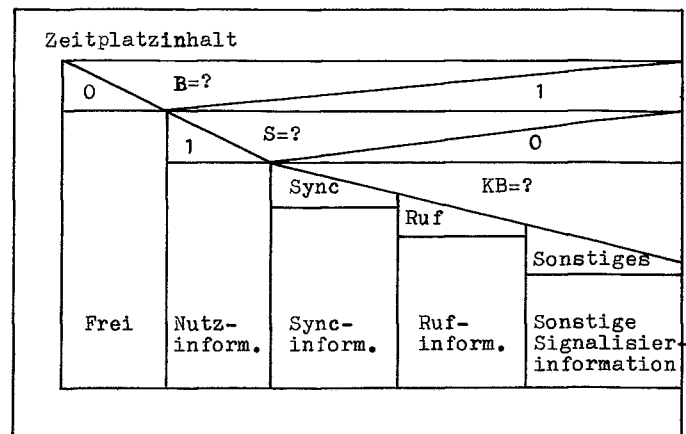 Zeitplatzinhalt
B=?
0
1
S=?
1
0
Sync
KB=?
Ruf
Sonstiges
Frei
Nutz-
inform.
Sync-
inform.
Ruf-
inform.
Sonstige
Signalisier-
information